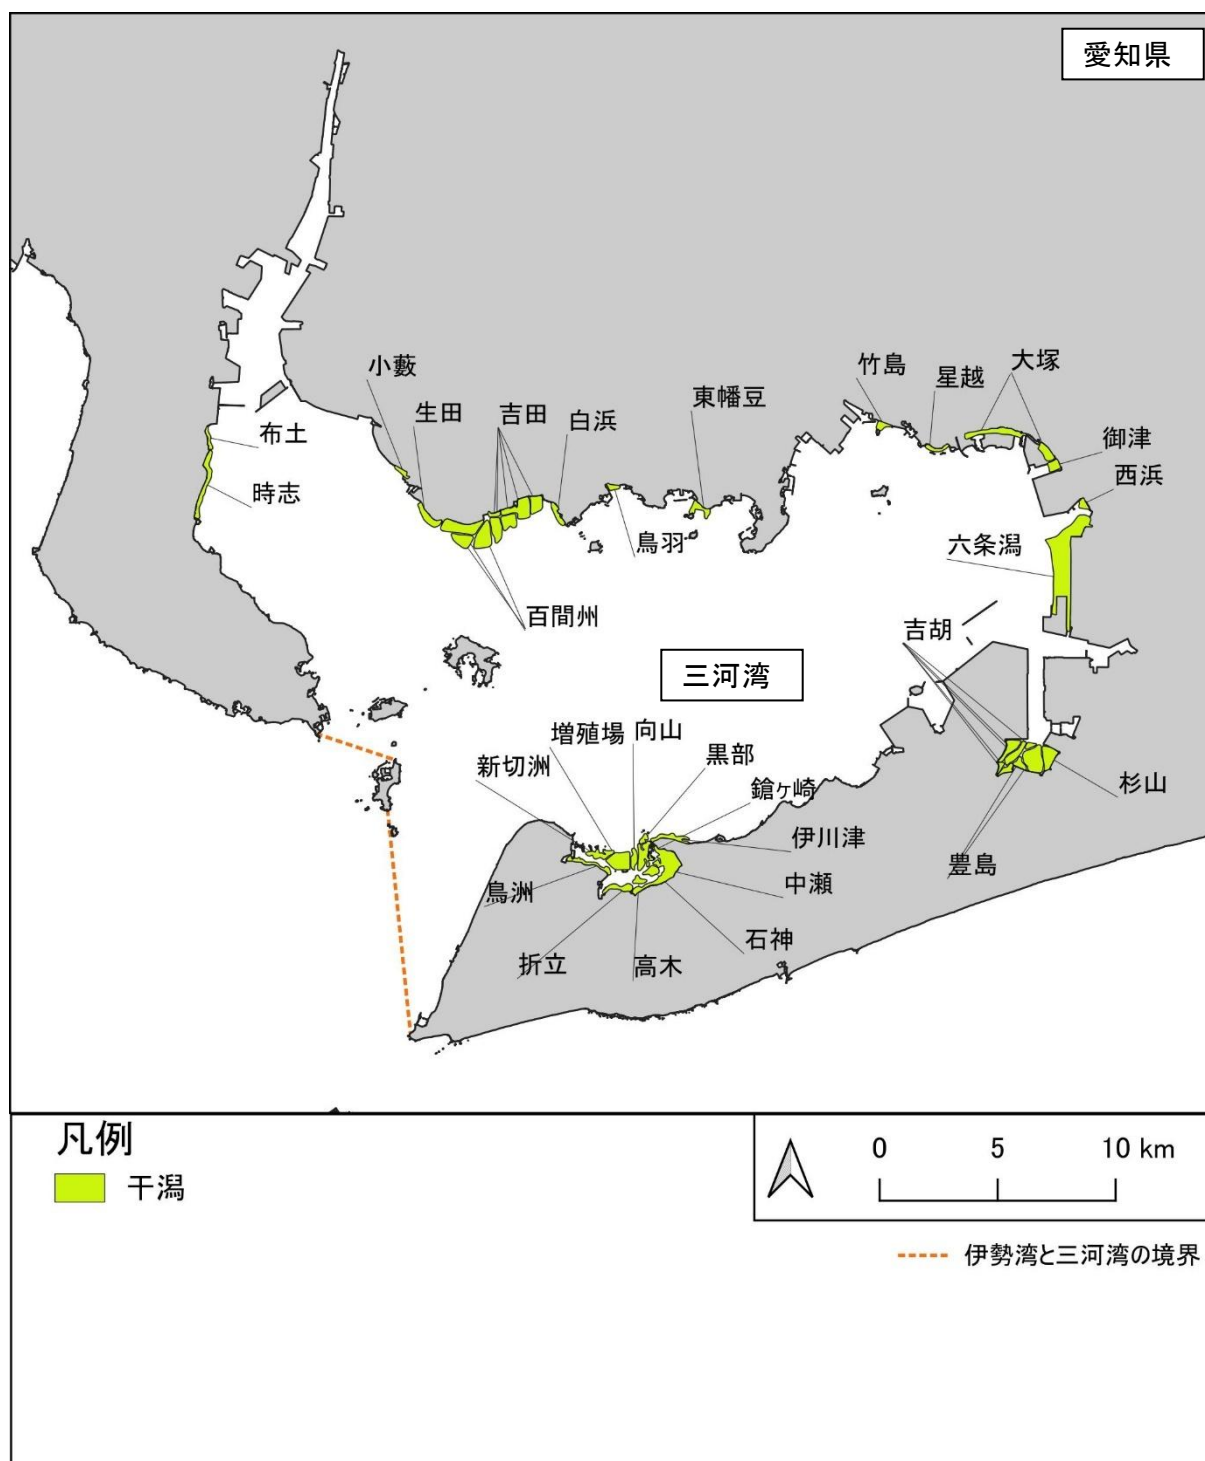 愛知県
竹島
大塚
小藪
星越
東幡豆
生田
吉田
白浜
布土
御津
西浜
時志
鳥羽
六条潟
百間州
吉胡
三河湾
増殖場
向山
黒部
新切洲
鎗ヶ崎
杉山
伊川津
豊島
中瀬
鳥洲
石神
折立
高木
凡例
干潟
0 5 10 km
伊勢湾と三河湾の境界